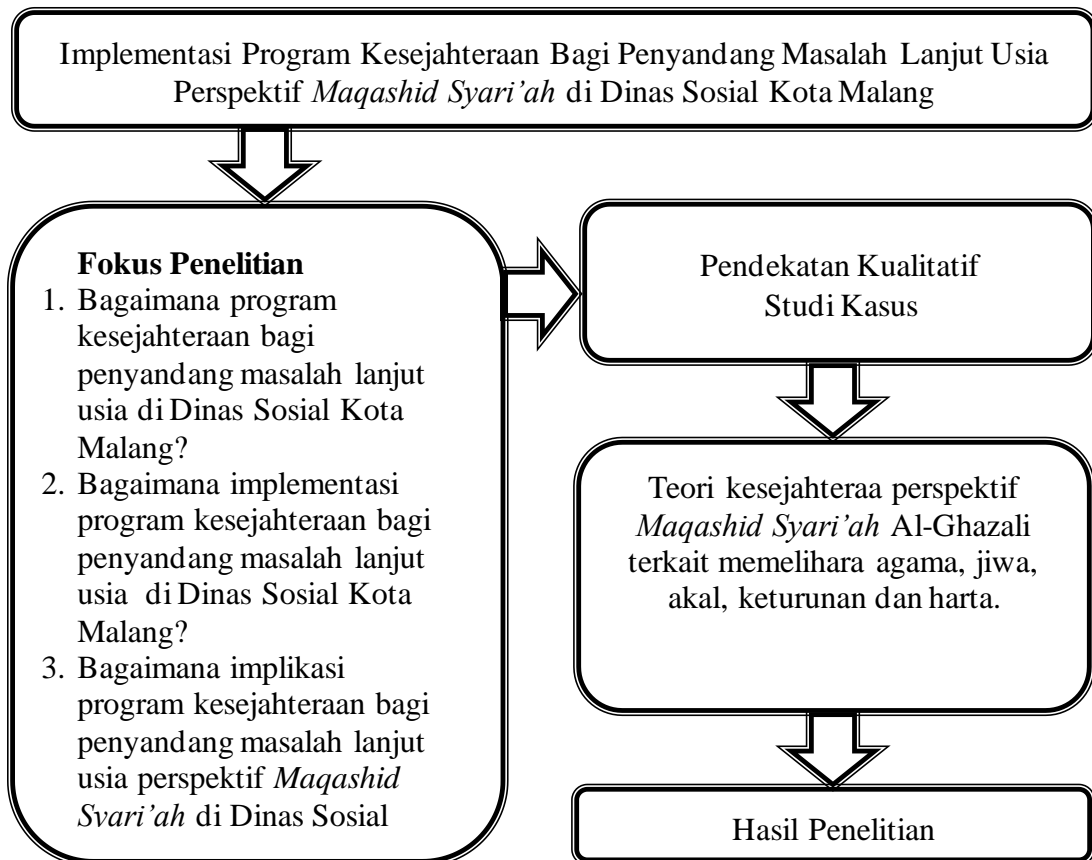 Implementasi Program Kesejahteraan Bagi Penyandang Masalah Lanjut Usia
Perspektif Maqashid Syari’ah di Dinas Sosial Kota Malang
Fokus Penelitian
1. Bagaimana program
kesejahteraan bagi
penyandang masalah lanjut
usia di Dinas Sosial Kota
Malang?
2. Bagaimana implementasi
program kesejahteraan bagi
penyandang masalah lanjut
usia di Dinas Sosial Kota
Malang?
3. Bagaimana implikasi
program kesejahteraan bagi
penyandang masalah lanjut
usia perspektif Maqashid
Syari’ah di Dinas Sosial
Pendekatan Kualitatif
Studi Kasus
Teori kesejahteraa perspektif
Maqashid Syari’ah Al-Ghazali
terkait memelihara agama, jiwa,
akal, keturunan dan harta.
Hasil Penelitian